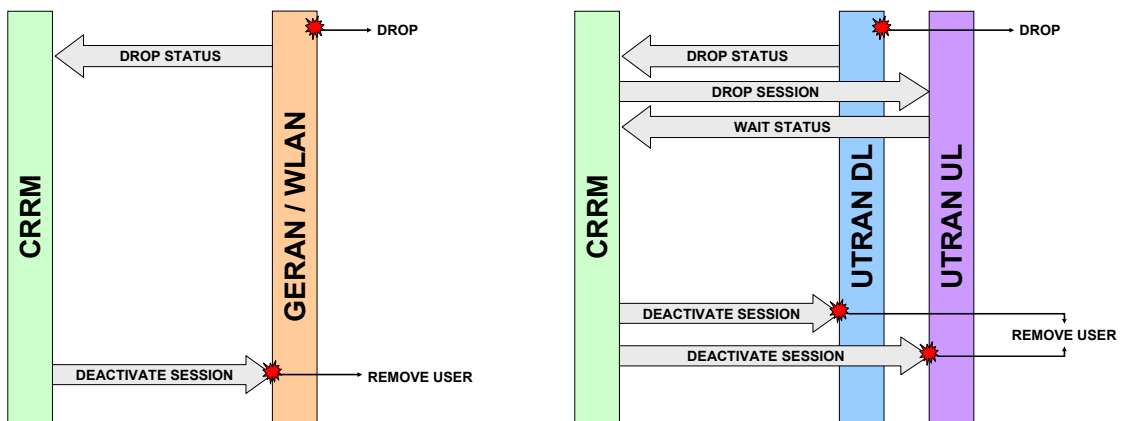 DROP
DROP STATUS
CRRM
GERAN / WLAN
DEACTIVATE SESSION
REMOVE USER
DROP
DROP STATUS
DROP SESSION
WAIT STATUS
CRRM
UTRAN DL
UTRAN UL
DEACTIVATE SESSION
REMOVE USER
DEACTIVATE SESSION